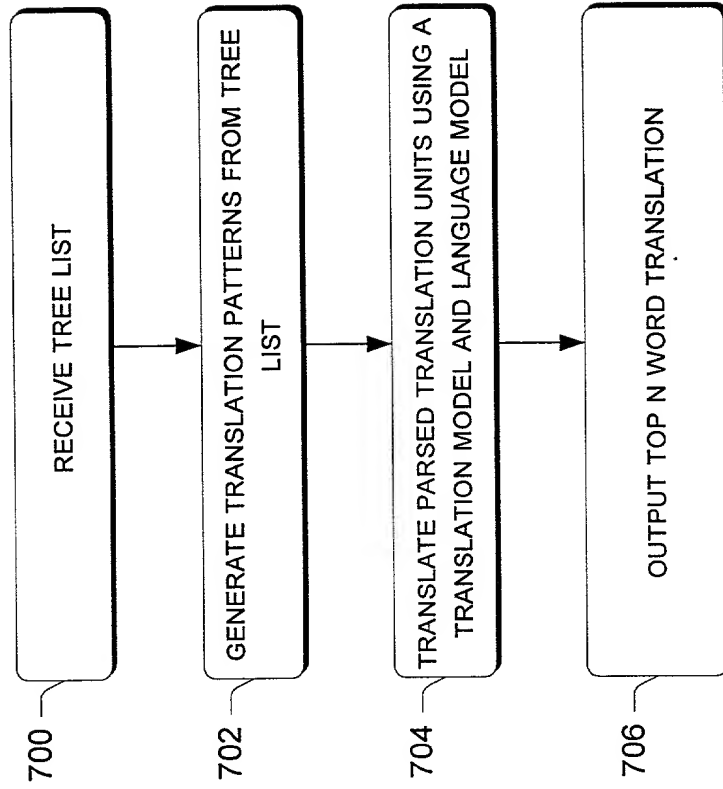 700
RECEIVE TREE LIST
702
GENERATE TRANSLATION PATTERNS FROM TREE
LIST
704
TRANSLATE PARSED TRANSLATION UNITS USING A
TRANSLATION MODEL AND LANGUAGE MODEL
706
OUTPUT TOP N WORD TRANSLATION